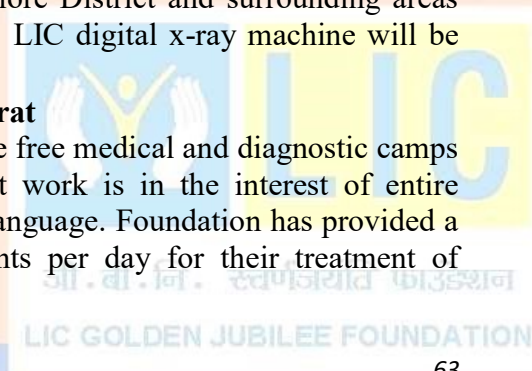 ore District and surrounding areas
LIC digital x-ray machine will be
LIC
rat
e free medical and diagnostic camps
t work is in the interest of entire
anguage. Foundation has provided a
nts per day for their treatment of
LIC GOLDEN JUBILEE FOUNDATION
63